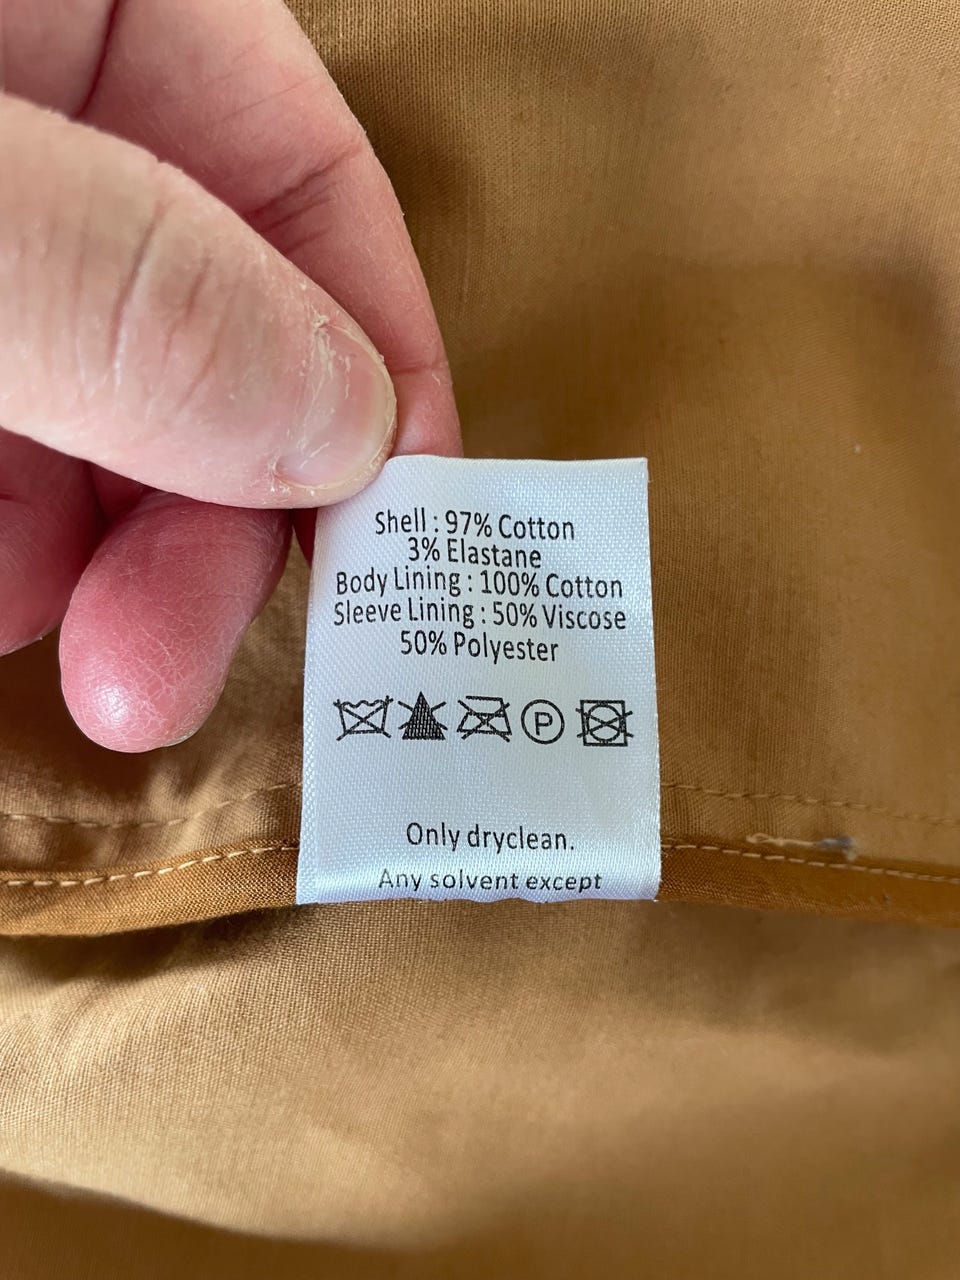 Shell : 97% Cotton
3% Elastane
Body Lining : 100% Cotton
Sleeve Lining : 50% Viscose
50% Polyester
P
Only dryclean.
Any solvent except